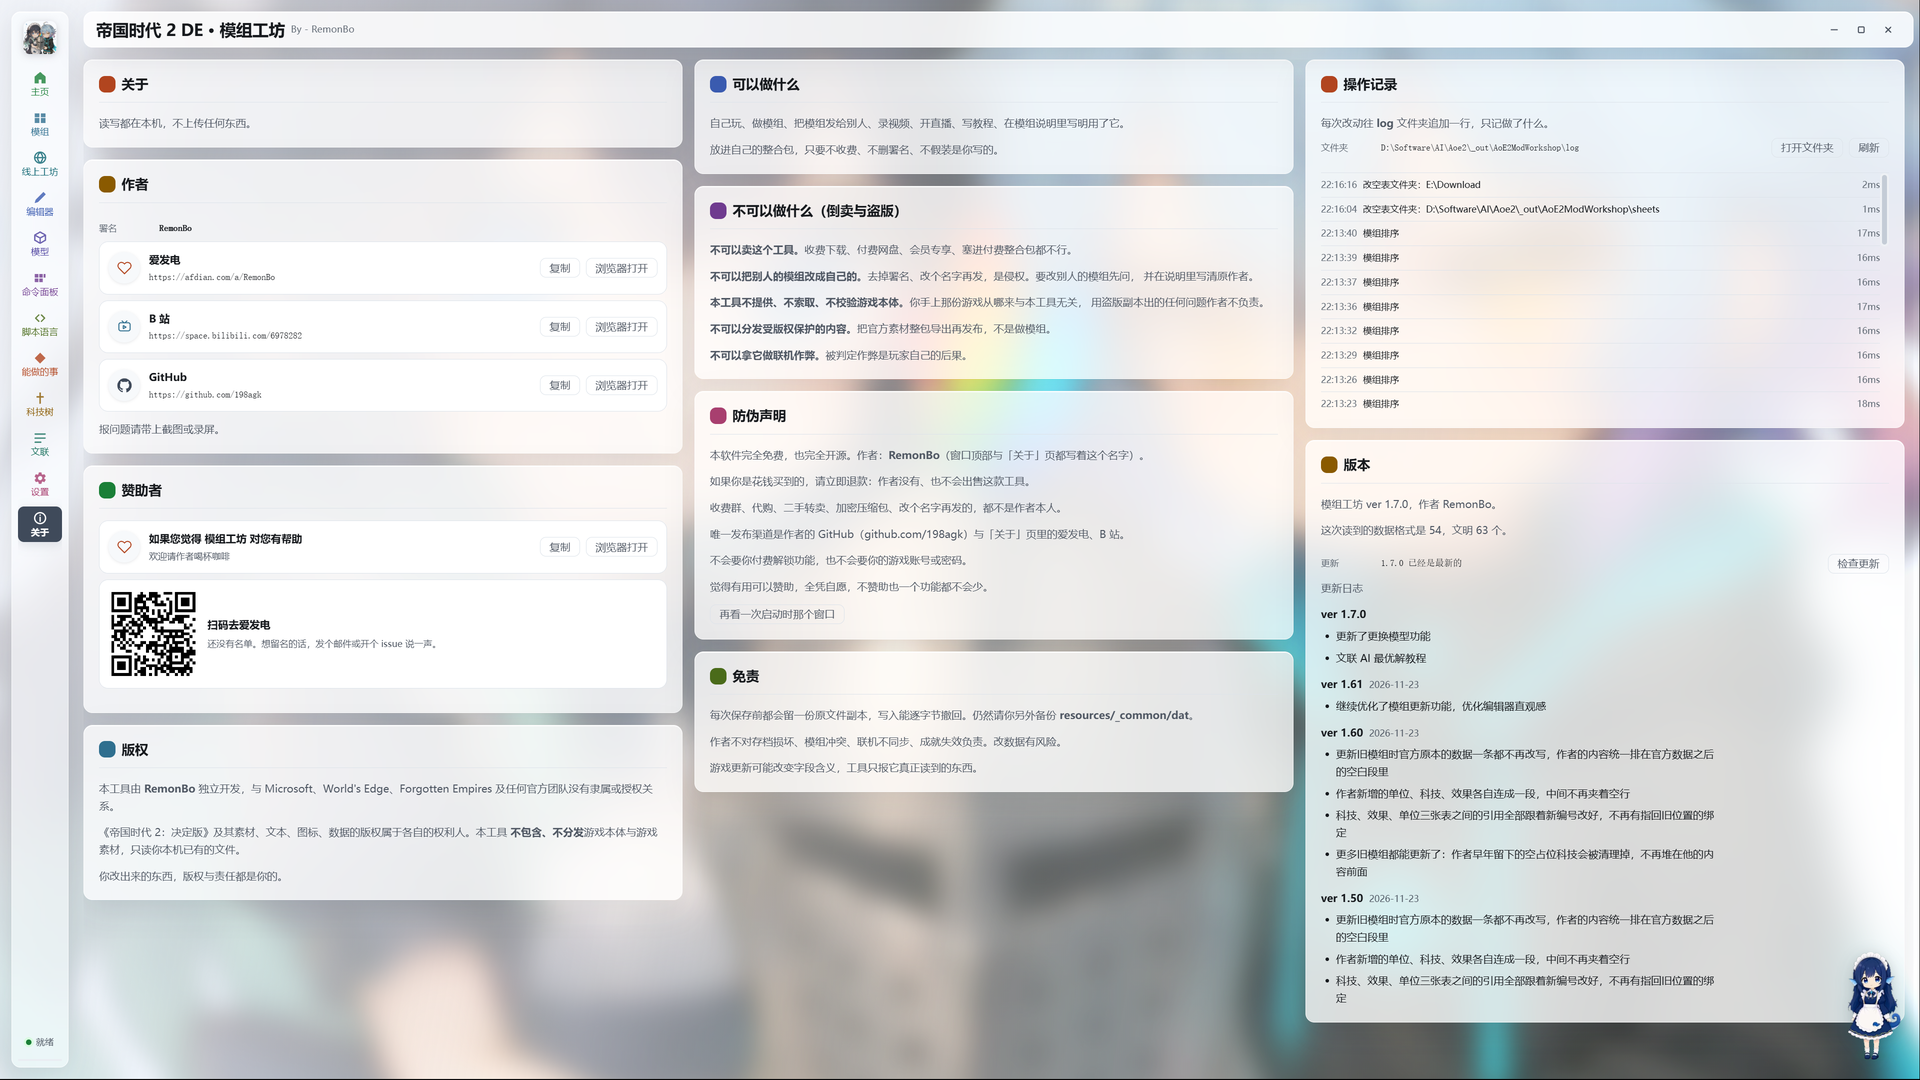 帝国时代 2 DE • 模组工坊 By - RemonBo
主页
模组
线上工坊
编辑器
模型
命令面板
脚本语言
能做的事
科技树
文联
设置
关于
就绪
关于
读写都在本机，不上传任何东西。
作者
署名 RemonBo
爱发电
https://afdian.com/a/RemonBo
复制 浏览器打开
B 站
https://space.bilibili.com/6978282
复制 浏览器打开
GitHub
https://github.com/198agk
复制 浏览器打开
报问题请带上截图或录屏。
赞助者
如果您觉得 模组工坊 对您有帮助
欢迎请作者喝杯咖啡
复制 浏览器打开
扫码去爱发电
还没有名单。想留名的话，发个邮件或开个 issue 说一声。
版权
本工具由 RemonBo 独立开发，与 Microsoft、World's Edge、Forgotten Empires 及任何官方团队没有隶属或授权关
系。
《帝国时代 2：决定版》及其素材、文本、图标、数据的版权属于各自的权利人。本工具 不包含、不分发游戏本体与游戏
素材，只读你本机已有的文件。
你改出来的东西，版权与责任都是你的。
可以做什么
自己玩、做模组、把模组发给别人、录视频、开直播、写教程、在模组说明里写明用了它。
放进自己的整合包，只要不收费、不删署名、不假装是你写的。
不可以做什么（倒卖与盗版）
不可以卖这个工具。收费下载、付费网盘、会员专享、塞进付费整合包都不行。
不可以把别人的模组改成自己的。去掉署名、改个名字再发，是侵权。要改别人的模组先问， 并在说明里写清原作者。
本工具不提供、不索取、不校验游戏本体。你手上那份游戏从哪来与本工具无关， 用盗版副本出的任何问题作者不负责。
不可以分发受版权保护的内容。把官方素材整包导出再发布，不是做模组。
不可以拿它做联机作弊。被判定作弊是玩家自己的后果。
防伪声明
本软件完全免费，也完全开源。作者：RemonBo（窗口顶部与「关于」页都写着这个名字）。
如果你是花钱买到的，请立即退款：作者没有、也不会出售这款工具。
收费群、代购、二手转卖、加密压缩包、改个名字再发的，都不是作者本人。
唯一发布渠道是作者的 GitHub（github.com/198agk）与「关于」页里的爱发电、B 站。
不会要你付费解锁功能，也不会要你的游戏账号或密码。
觉得有用可以赞助，全凭自愿，不赞助也一个功能都不会少。
再看一次启动时那个窗口
免责
每次保存前都会留一份原文件副本，写入能逐字节撤回。仍然请你另外备份 resources/_common/dat。
作者不对存档损坏、模组冲突、联机不同步、成就失效负责。改数据有风险。
游戏更新可能改变字段含义，工具只报它真正读到的东西。
操作记录
每次改动往 log 文件夹追加一行，只记做了什么。
文件夹 D:\Software\AI\Aoe2\_out\AoE2ModWorkshop\log 打开文件夹 刷新
22:16:16 改空表文件夹：E:\Download 2ms
22:16:04 改空表文件夹：D:\Software\AI\Aoe2\_out\AoE2ModWorkshop\sheets 1ms
22:13:40 模组排序 17ms
22:13:39 模组排序 16ms
22:13:37 模组排序 16ms
22:13:36 模组排序 17ms
22:13:32 模组排序 16ms
22:13:29 模组排序 16ms
22:13:26 模组排序 16ms
22:13:23 模组排序 18ms
版本
模组工坊 ver 1.7.0，作者 RemonBo。
这次读到的数据格式是 54，文明 63 个。
更新 1.7.0 已经是最新的 检查更新
更新日志
ver 1.7.0
• 更新了更换模型功能
• 文联 AI 最优解教程
ver 1.61 2026-11-23
• 继续优化了模组更新功能，优化编辑器直观感
ver 1.60 2026-11-23
• 更新旧模组时官方原本的数据一条都不再改写，作者的内容统一排在官方数据之后
的空白段里
• 作者新增的单位、科技、效果各自连成一段，中间不再夹着空行
• 科技、效果、单位三张表之间的引用全部跟着新编号改好，不再有指回旧位置的绑
定
• 更多旧模组都能更新了：作者早年留下的空占位科技会被清理掉，不再堆在他的内
容前面
ver 1.50 2026-11-23
• 更新旧模组时官方原本的数据一条都不再改写，作者的内容统一排在官方数据之后
的空白段里
• 作者新增的单位、科技、效果各自连成一段，中间不再夹着空行
• 科技、效果、单位三张表之间的引用全部跟着新编号改好，不再有指回旧位置的绑
定